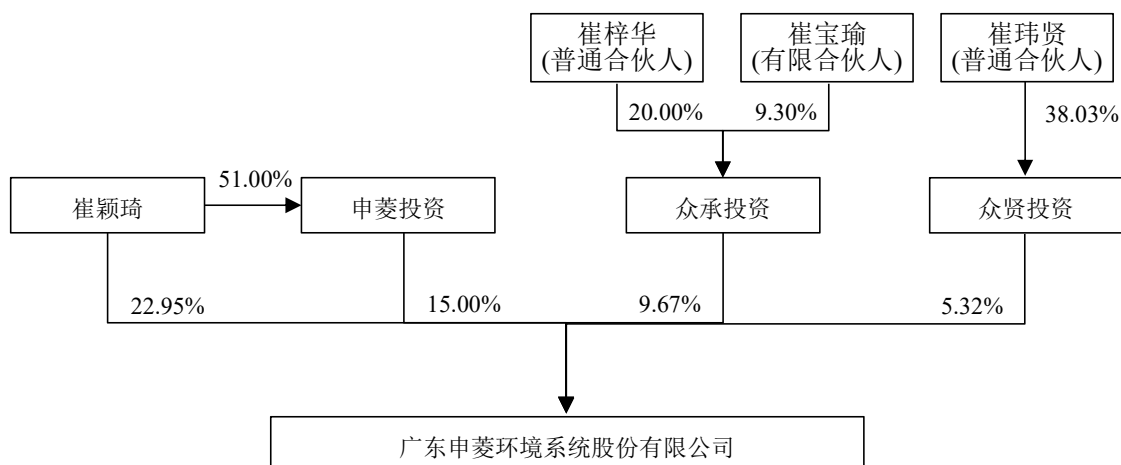 崔梓华
(普通合伙人)
崔宝瑜
(有限合伙人)
崔玮贤
(普通合伙人)
20.00%
9.30%
38.03%
51.00%
崔颖琦
申菱投资
众承投资
众贤投资
22.95%
15.00%
9.67%
5.32%
广东申菱环境系统股份有限公司